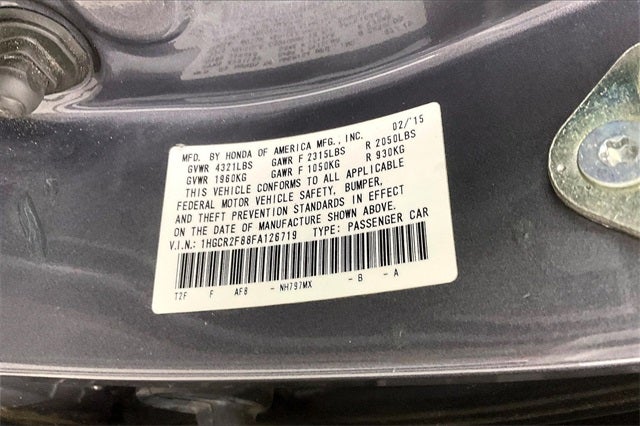 MFD. BY HONDA OF AMERICA MFG., INC. 02/'15
GVWR 4321LBS GAWR F 2315LBS R 2050LBS
GVWR 1960KG GAWR F 1050KG R 930KG
THIS VEHICLE CONFORMS TO ALL APPLICABLE
FEDERAL MOTOR VEHICLE SAFETY, BUMPER,
AND THEFT PREVENTION STANDARDS IN EFFECT
ON THE DATE OF MANUFACTURE SHOWN ABOVE.
V.I.N.: 1HGCR2F88FA126719 TYPE: PASSENGER CAR
T2F F AF8 - NH797MX - B - A